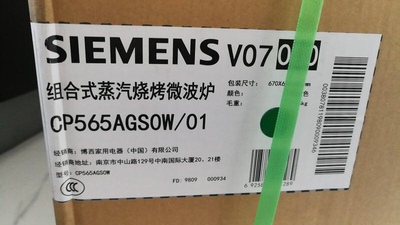 SIEMENS V07
组合式蒸汽烧烤微波炉
CP565AGS0W/01
包装尺寸: 670X6
毛重:
经销商: 博西家用电器（中国）有限公司
地址: 南京市中山路129号中南国际大厦20、21楼
型号: CP565AGS0W
FD: 9809 000934